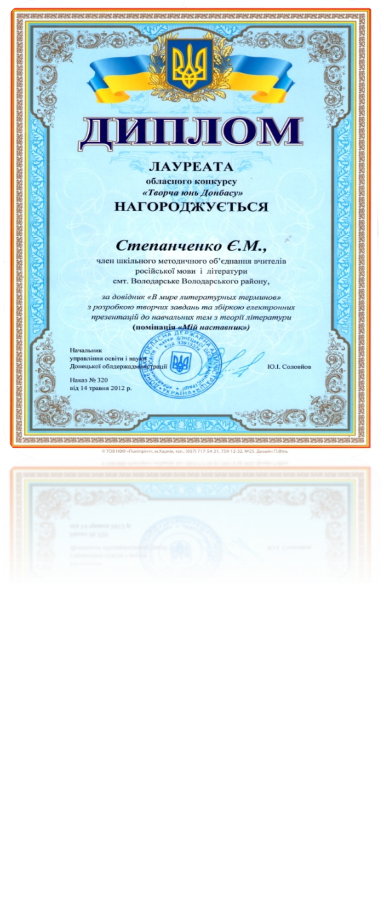 ДИПЛОМ
ЛАУРЕАТА
обласного конкурсу
«Творча юнь Донбасу»
НАГОРОДЖУЄТЬСЯ
Степанченко Є.М.,
член шкільного методичного об’єднання вчителів
російської мови і літератури
смт. Володарське Володарського району,
за довідник «В мире литературных терминов»
з розробкою творчих завдань та збіркою електронних
презентацій до навчальних тем з теорії літератури
(номінація «Мій наставник»)
Начальник
управління освіти і науки
Донецької облдержадміністрації Ю.І. Соловйов
Наказ № 320
від 14 травня 2012 р.